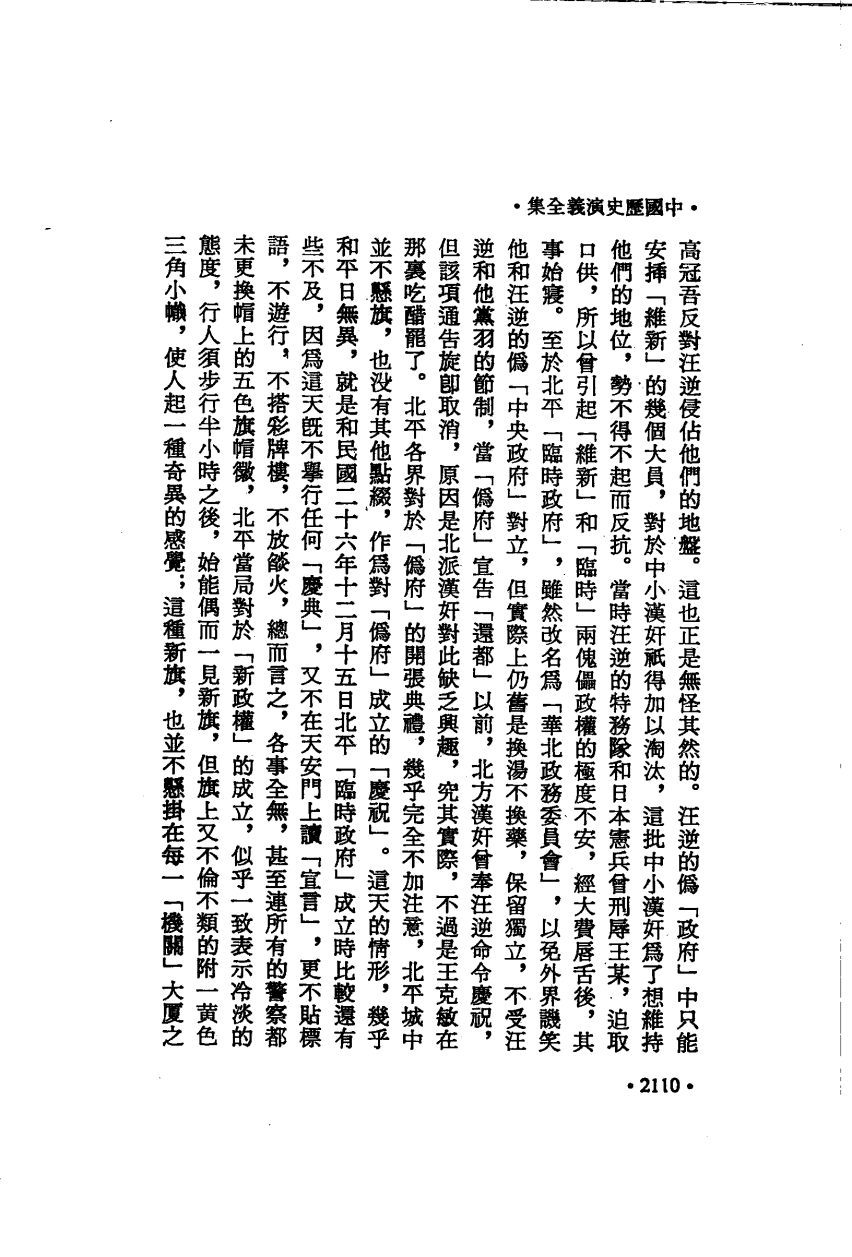 ·中國歷史演義全集·
高冠吾反對汪逆侵佔他們的地盤。這也正是無怪其然的。汪逆的僞「政府」中只能
安揷「維新」的幾個大員，對於中小漢奸祇得加以淘汰，這批中小漢奸爲了想維持
他們的地位，勢不得不起而反抗。當時汪逆的特務隊和日本憲兵曾刑辱王某，迫取
口供，所以曾引起「維新」和「臨時」兩傀儡政權的極度不安，經大費唇舌後，其
事始寢。至於北平「臨時政府」，雖然改名爲「華北政務委員會」，以免外界譏笑
他和汪逆的僞「中央政府」對立，但實際上仍舊是換湯不換藥，保留獨立，不受汪
逆和他黨羽的節制，當「僞府」宣告「還都」以前，北方漢奸曾奉汪逆命令慶祝，
但該項通告旋卽取消，原因是北派漢奸對此缺乏興趣，究其實際，不過是王克敏在
那裏吃醋罷了。北平各界對於「僞府」的開張典禮，幾乎完全不加注意，北平城中
並不懸旗，也没有其他點綴，作爲對「僞府」成立的「慶祝」。這天的情形，幾乎
和平日無異，就是和民國二十六年十二月十五日北平「臨時政府」成立時比較還有
些不及，因爲這天旣不舉行任何「慶典」，又不在天安門上讀「宣言」，更不貼標
語，不遊行，不搭彩牌樓，不放燄火，總而言之，各事全無，甚至連所有的警察都
未更換帽上的五色旗帽徽，北平當局對於「新政權」的成立，似乎一致表示冷淡的
態度，行人須步行半小時之後，始能偶而一見新旗，但旗上又不倫不類的附一黄色
三角小幟，使人起一種奇異的感覺；這種新旗，也並不懸掛在每一「機關」大厦之
·2110·